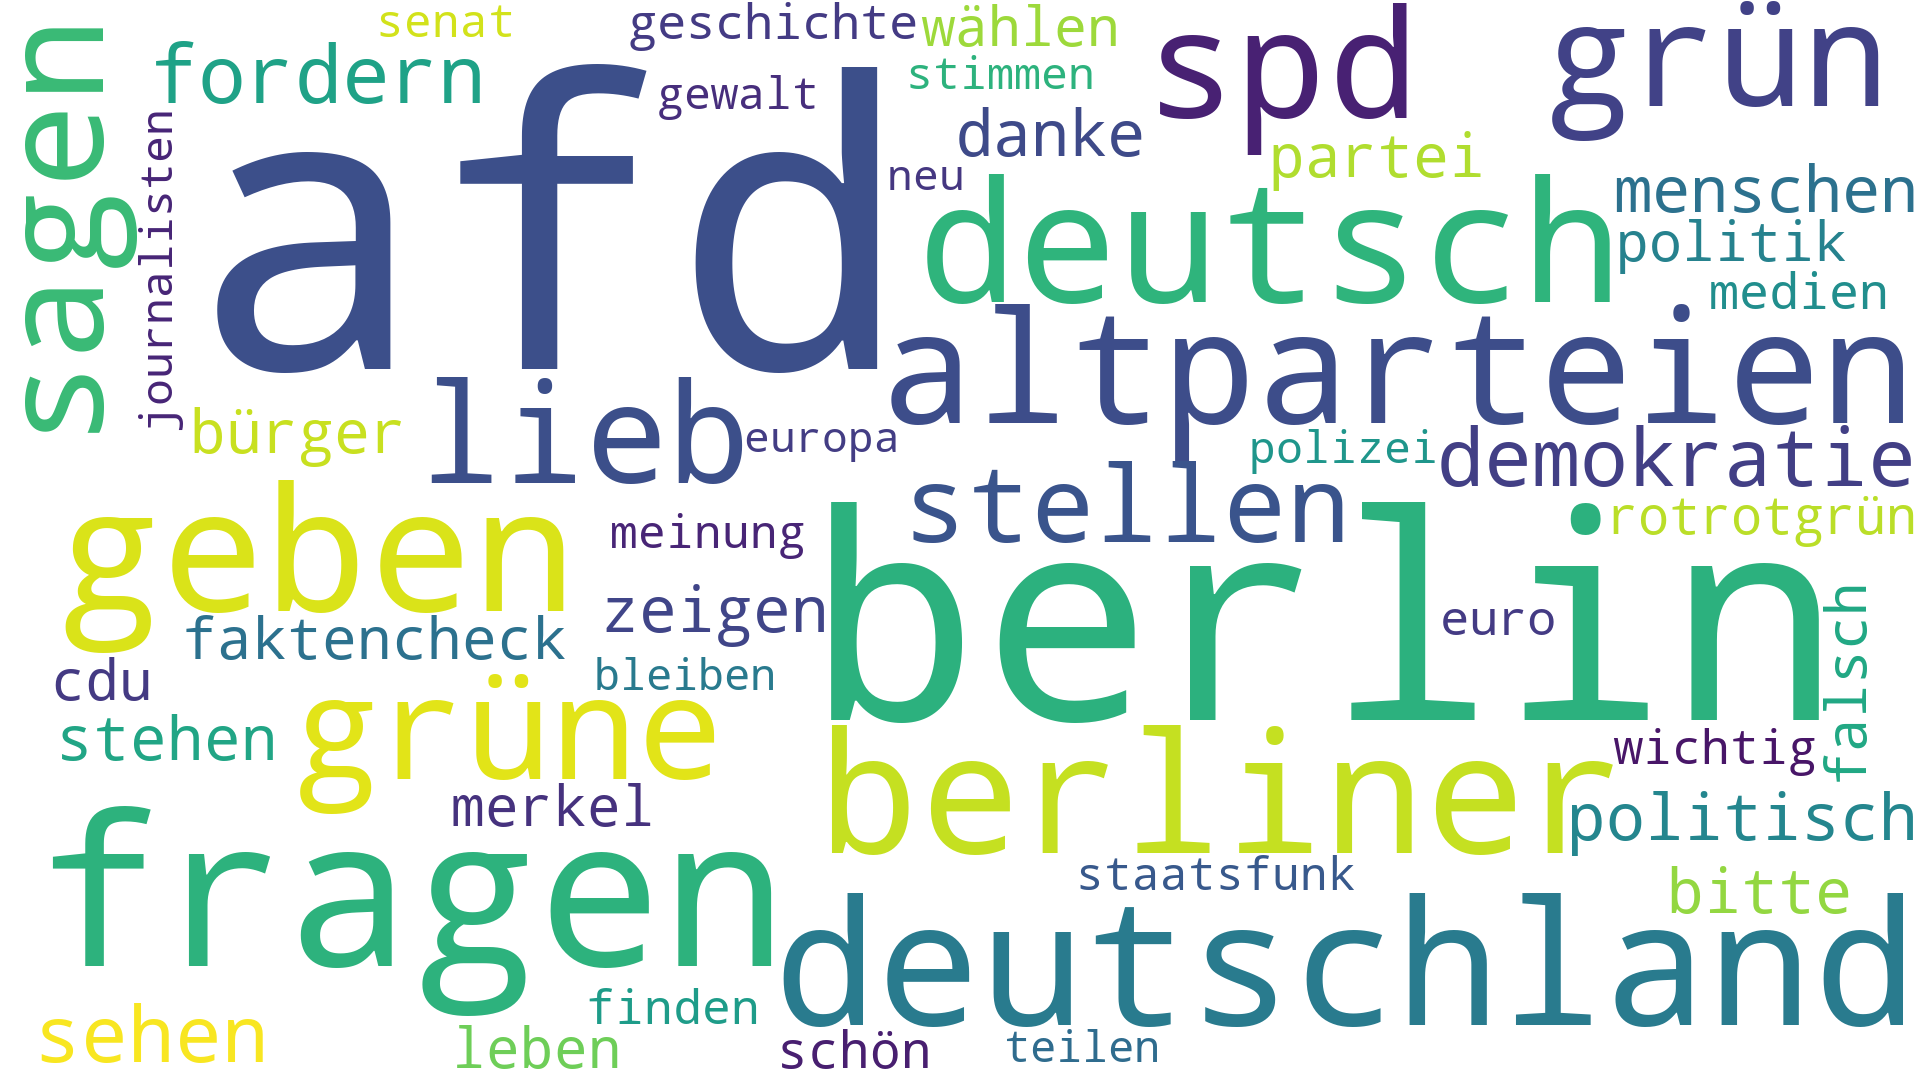 senat
geschichte
wählen
spd
grün
sagen
fordern
afd
gewalt
stimmen
danke
partei
journalisten
neu
deutsch
menschen
politik
medien
altparteien
bürger
lieb
europa
polizei
demokratie
geben
meinung
stellen
berlin
rotrotgrün
faktencheck
zeigen
euro
falsch
cdu
bleiben
stehen
grüne
berliner
wichtig
merkel
politisch
fragen
staatsfunk
bitte
deutschland
sehen
finden
leben
schön
teilen